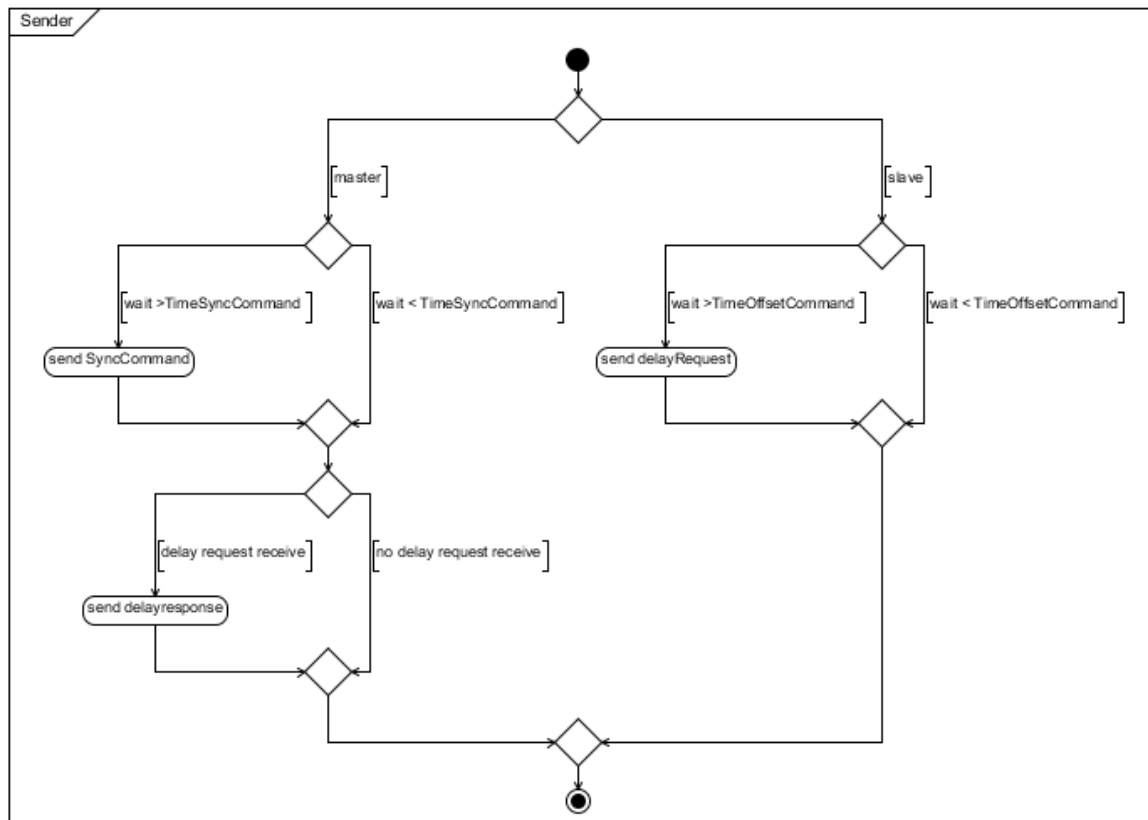 Sender
[master]
[slave]
[wait >TimeSyncCommand ]
[wait < TimeSyncCommand]
[wait >TimeOffsetCommand ]
[wait < TimeOffsetCommand]
send SyncCommand
send delayRequest
[delay request receive]
[no delay request receive]
send delayresponse